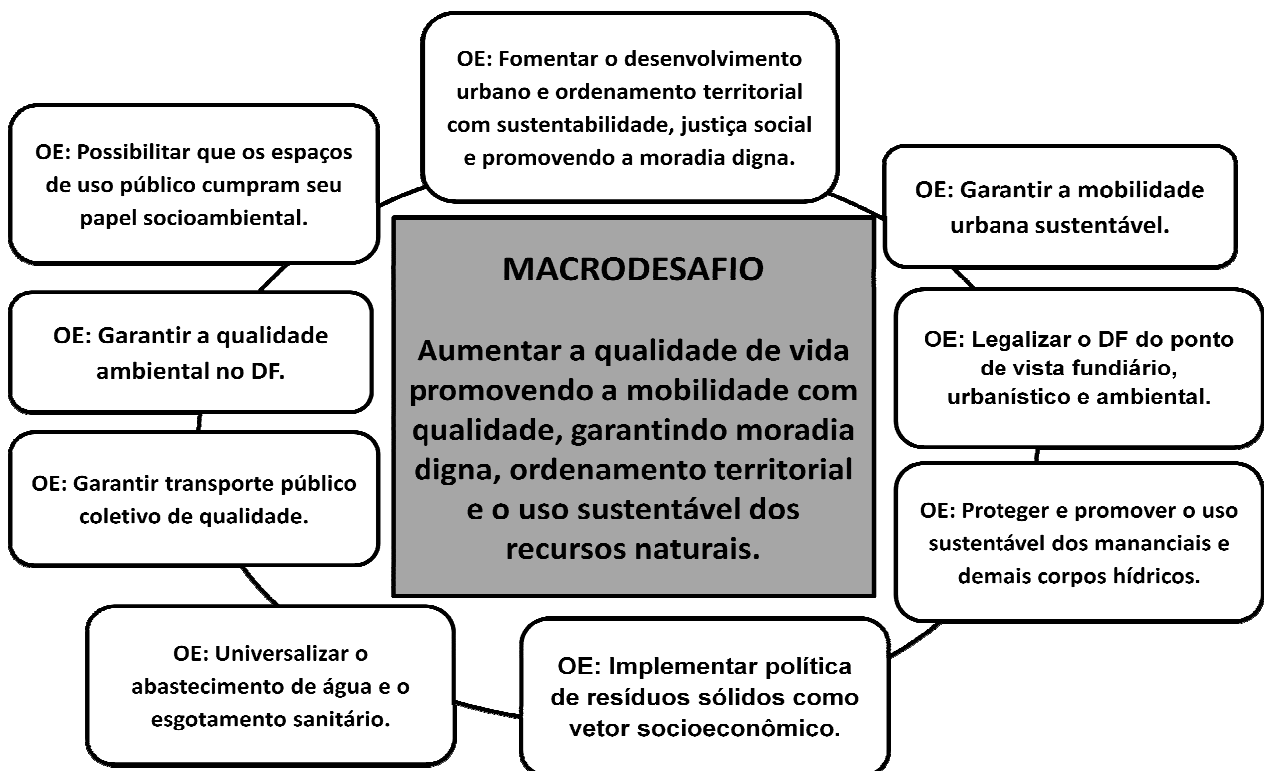 OE: Fomentar o desenvolvimento
urbano e ordenamento territorial
com sustentabilidade, justiça social
e promovendo a moradia digna.
OE: Possibilitar que os espaços
de uso público cumpram seu
papel socioambiental.
OE: Garantir a mobilidade
urbana sustentável.
MACRODESAFIO
Aumentar a qualidade de vida
promovendo a mobilidade com
qualidade, garantindo moradia
digna, ordenamento territorial
e o uso sustentável dos
recursos naturais.
OE: Garantir a qualidade
ambiental no DF.
OE: Legalizar o DF do ponto
de vista fundiário,
urbanístico e ambiental.
OE: Garantir transporte público
coletivo de qualidade.
OE: Proteger e promover o uso
sustentável dos mananciais e
demais corpos hídricos.
OE: Universalizar o
abastecimento de água e o
esgotamento sanitário.
OE: Implementar política
de resíduos sólidos como
vetor socioeconômico.